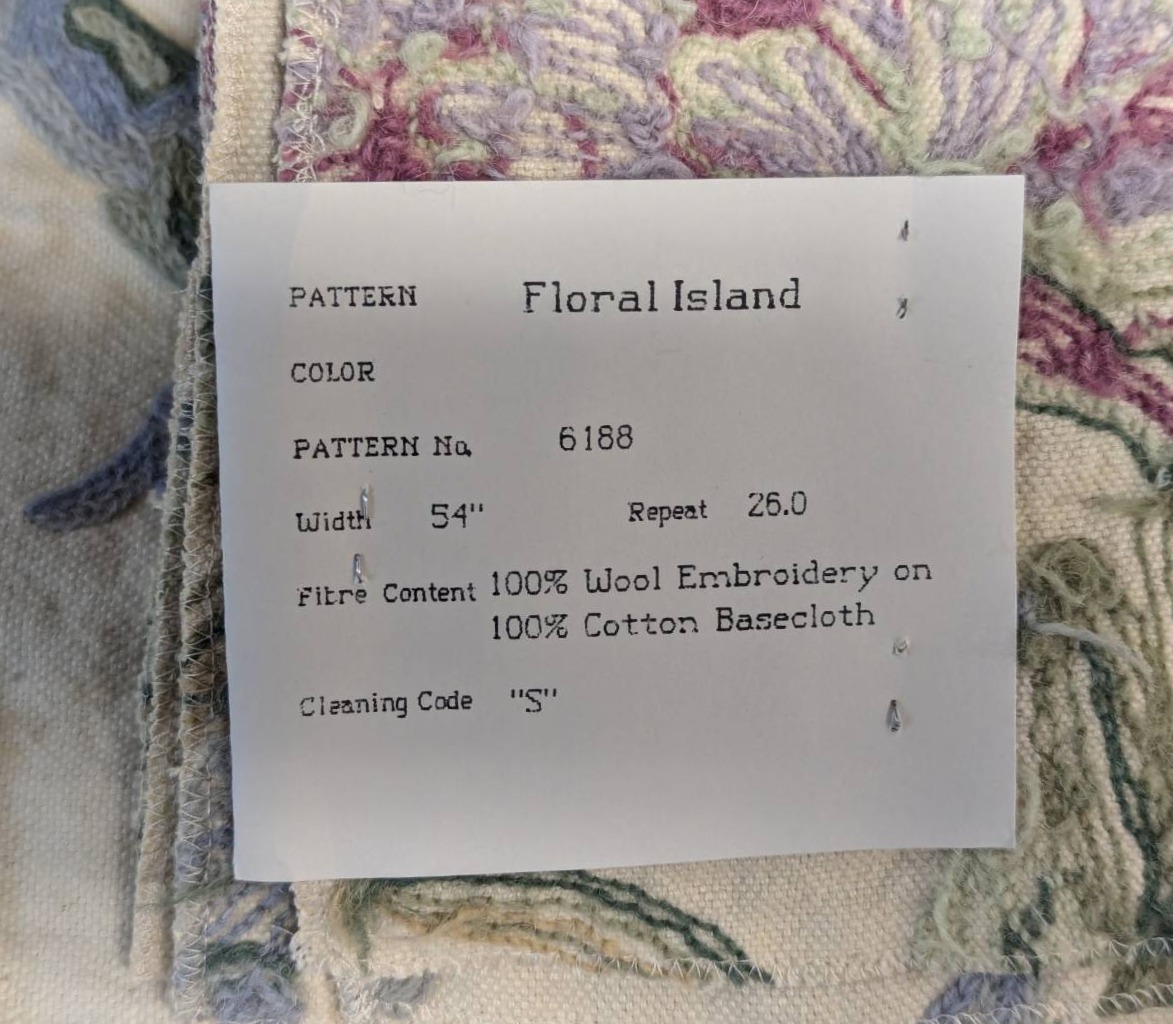 PATTERN Floral Island
COLOR
PATTERN No. 6188
Width 54" Repeat 26.0
Fibre Content 100% Wool Embroidery on
100% Cotton Basecloth
Cleaning Code "S"